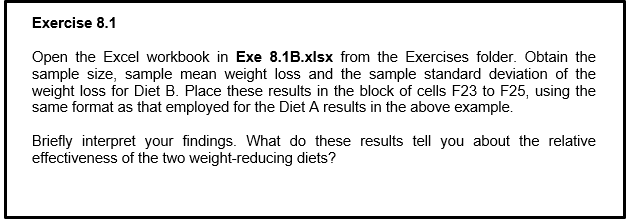 Exercise 8.1
Open the Excel workbook in Exe 8.1B.xlsx from the Exercises folder. Obtain the
sample size, sample mean weight loss and the sample standard deviation of the
weight loss for Diet B. Place these results in the block of cells F23 to F25, using the
same format as that employed for the Diet A results in the above example.
Briefly interpret your findings. What do these results tell you about the relative
effectiveness of the two weight-reducing diets?